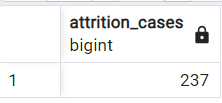 attrition_cases
bigint
1
237